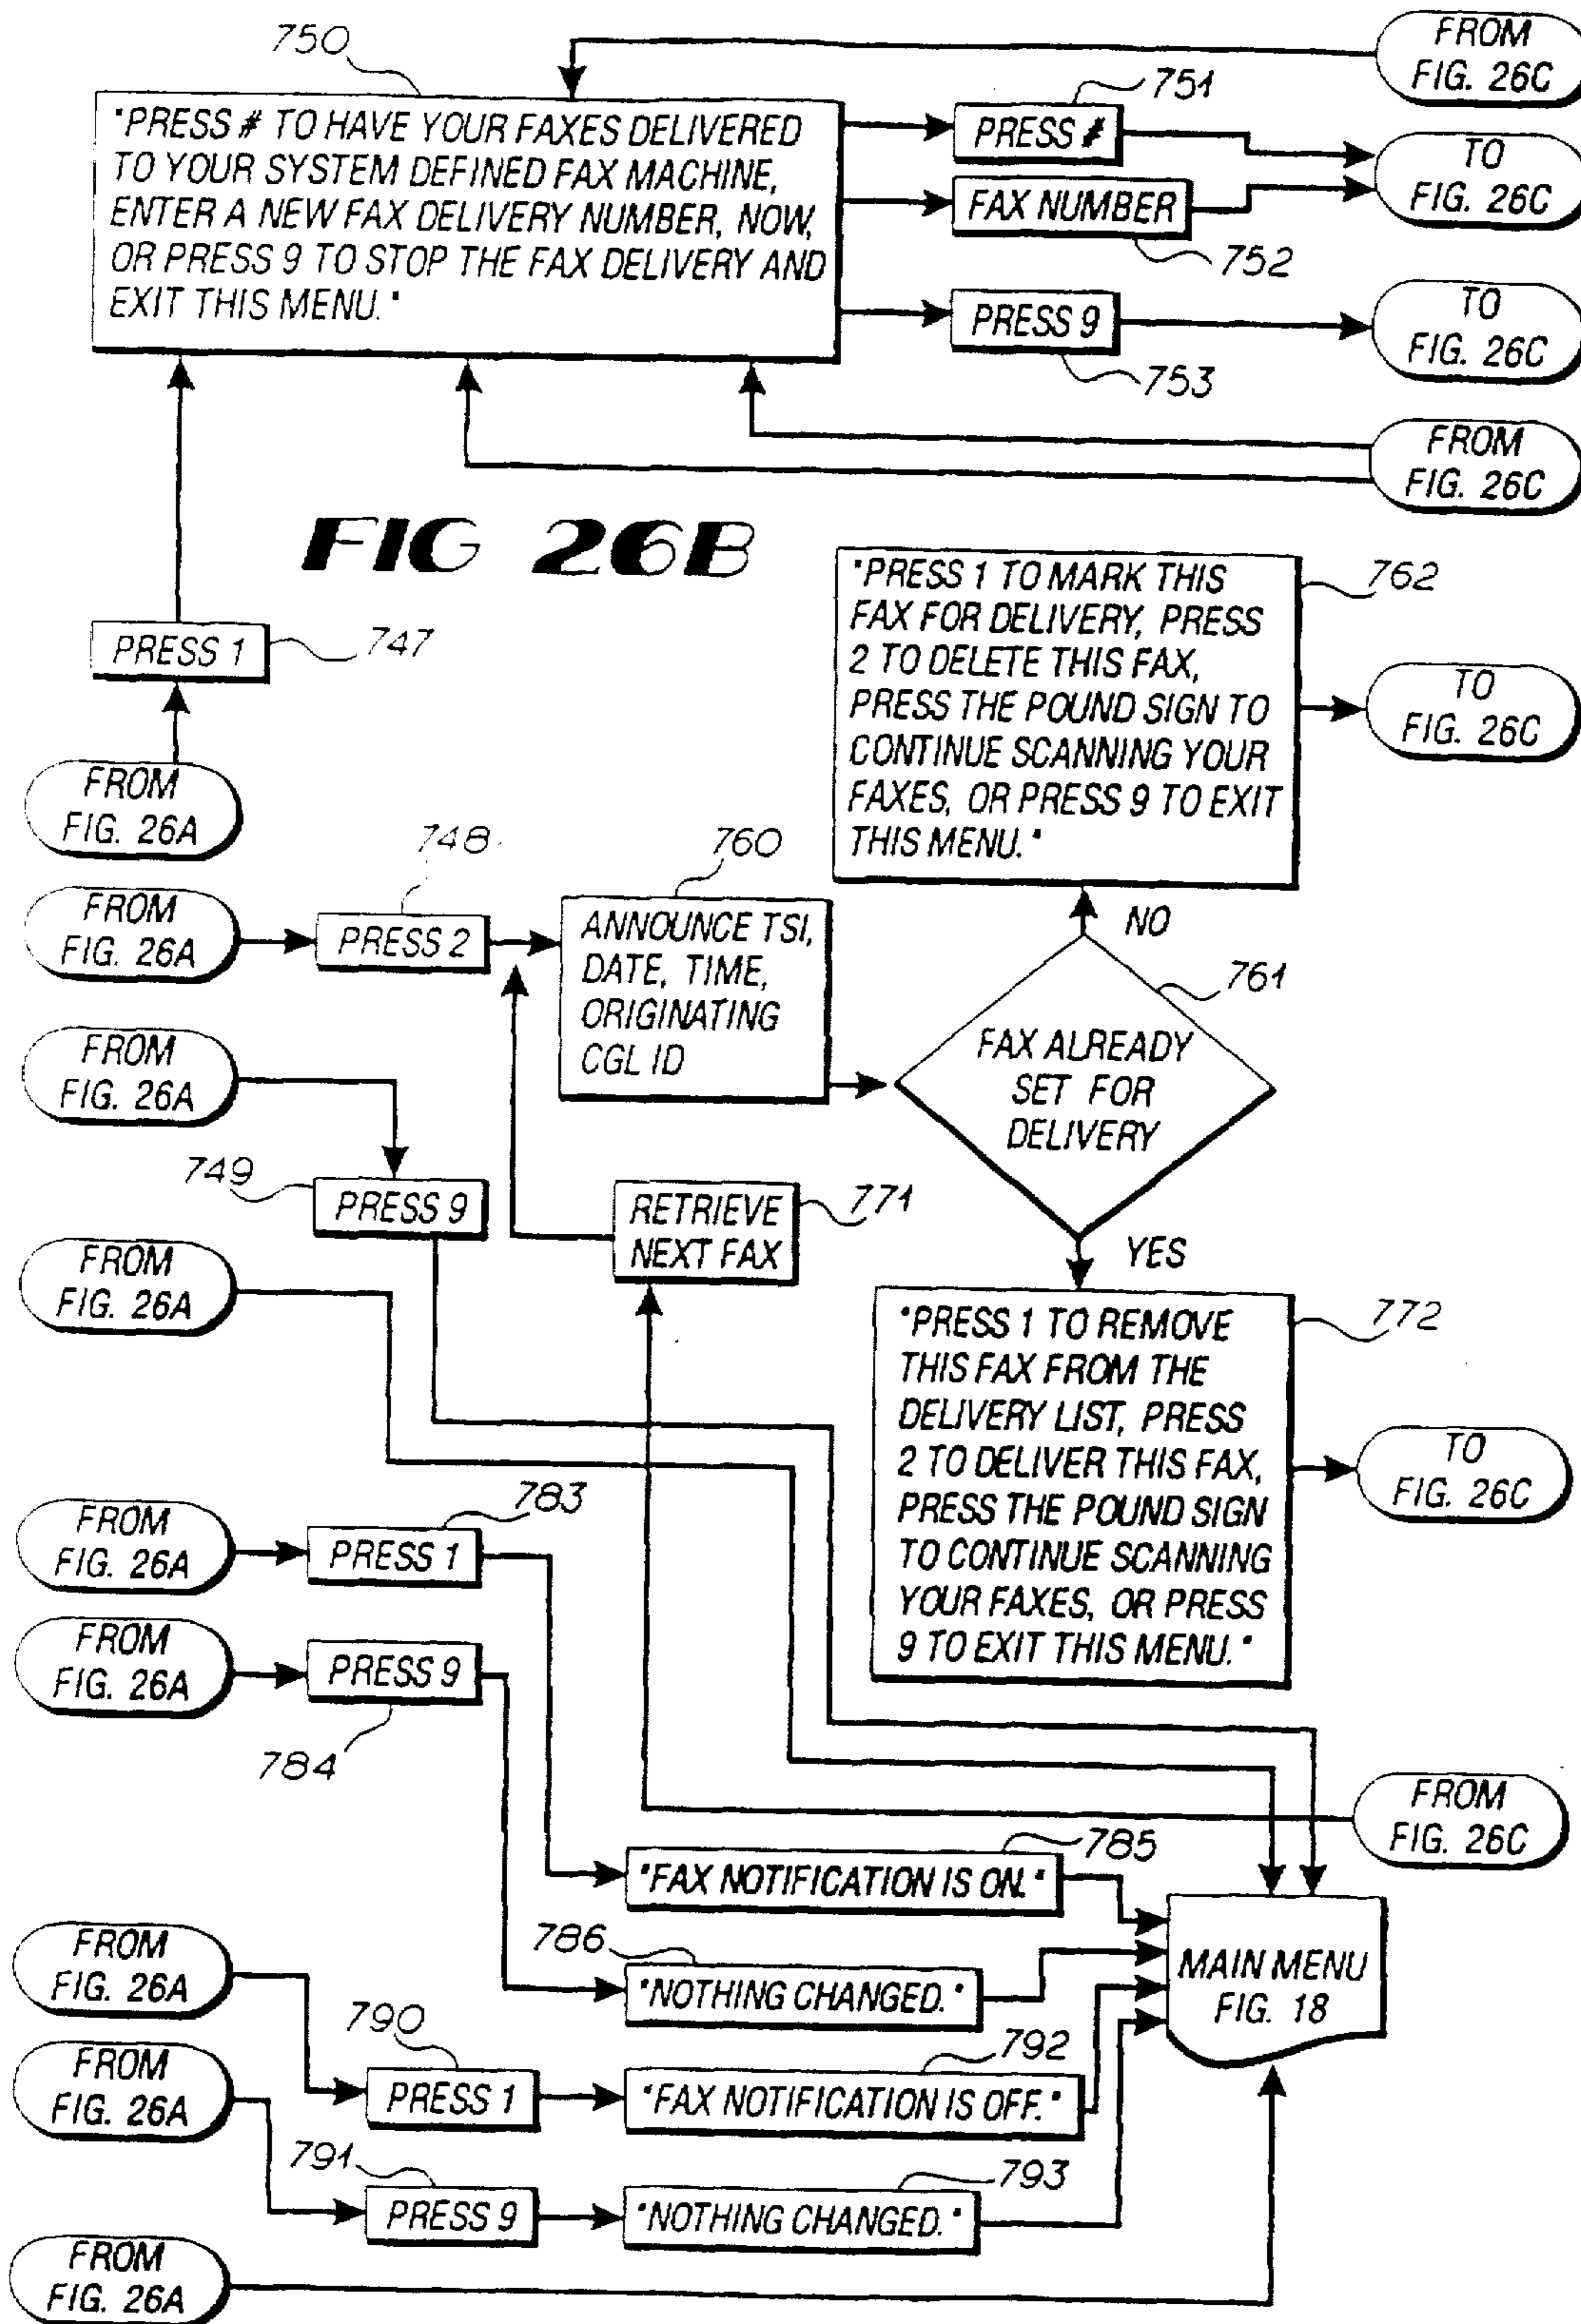 750
FROM
FIG. 26C
"PRESS # TO HAVE YOUR FAXES DELIVERED
TO YOUR SYSTEM DEFINED FAX MACHINE,
ENTER A NEW FAX DELIVERY NUMBER, NOW,
OR PRESS 9 TO STOP THE FAX DELIVERY AND
EXIT THIS MENU."
751
PRESS #
TO
FIG. 26C
FAX NUMBER
752
PRESS 9
753
TO
FIG. 26C
FROM
FIG. 26C
FIG 26B
PRESS 1
747
FROM
FIG. 26A
"PRESS 1 TO MARK THIS
FAX FOR DELIVERY, PRESS
2 TO DELETE THIS FAX,
PRESS THE POUND SIGN TO
CONTINUE SCANNING YOUR
FAXES, OR PRESS 9 TO EXIT
THIS MENU."
762
TO
FIG. 26C
NO
FROM
FIG. 26A
748
PRESS 2
760
ANNOUNCE TSI,
DATE, TIME,
ORIGINATING
CGL ID
761
FAX ALREADY
SET FOR
DELIVERY
YES
FROM
FIG. 26A
749
PRESS 9
RETRIEVE
NEXT FAX
771
FROM
FIG. 26A
"PRESS 1 TO REMOVE
THIS FAX FROM THE
DELIVERY LIST, PRESS
2 TO DELIVER THIS FAX,
PRESS THE POUND SIGN
TO CONTINUE SCANNING
YOUR FAXES, OR PRESS
9 TO EXIT THIS MENU."
772
TO
FIG. 26C
FROM
FIG. 26A
783
PRESS 1
FROM
FIG. 26A
PRESS 9
784
FROM
FIG. 26C
785
"FAX NOTIFICATION IS ON."
786
"NOTHING CHANGED."
MAIN MENU
FIG. 18
FROM
FIG. 26A
790
PRESS 1
792
"FAX NOTIFICATION IS OFF."
FROM
FIG. 26A
791
PRESS 9
793
"NOTHING CHANGED."
FROM
FIG. 26A